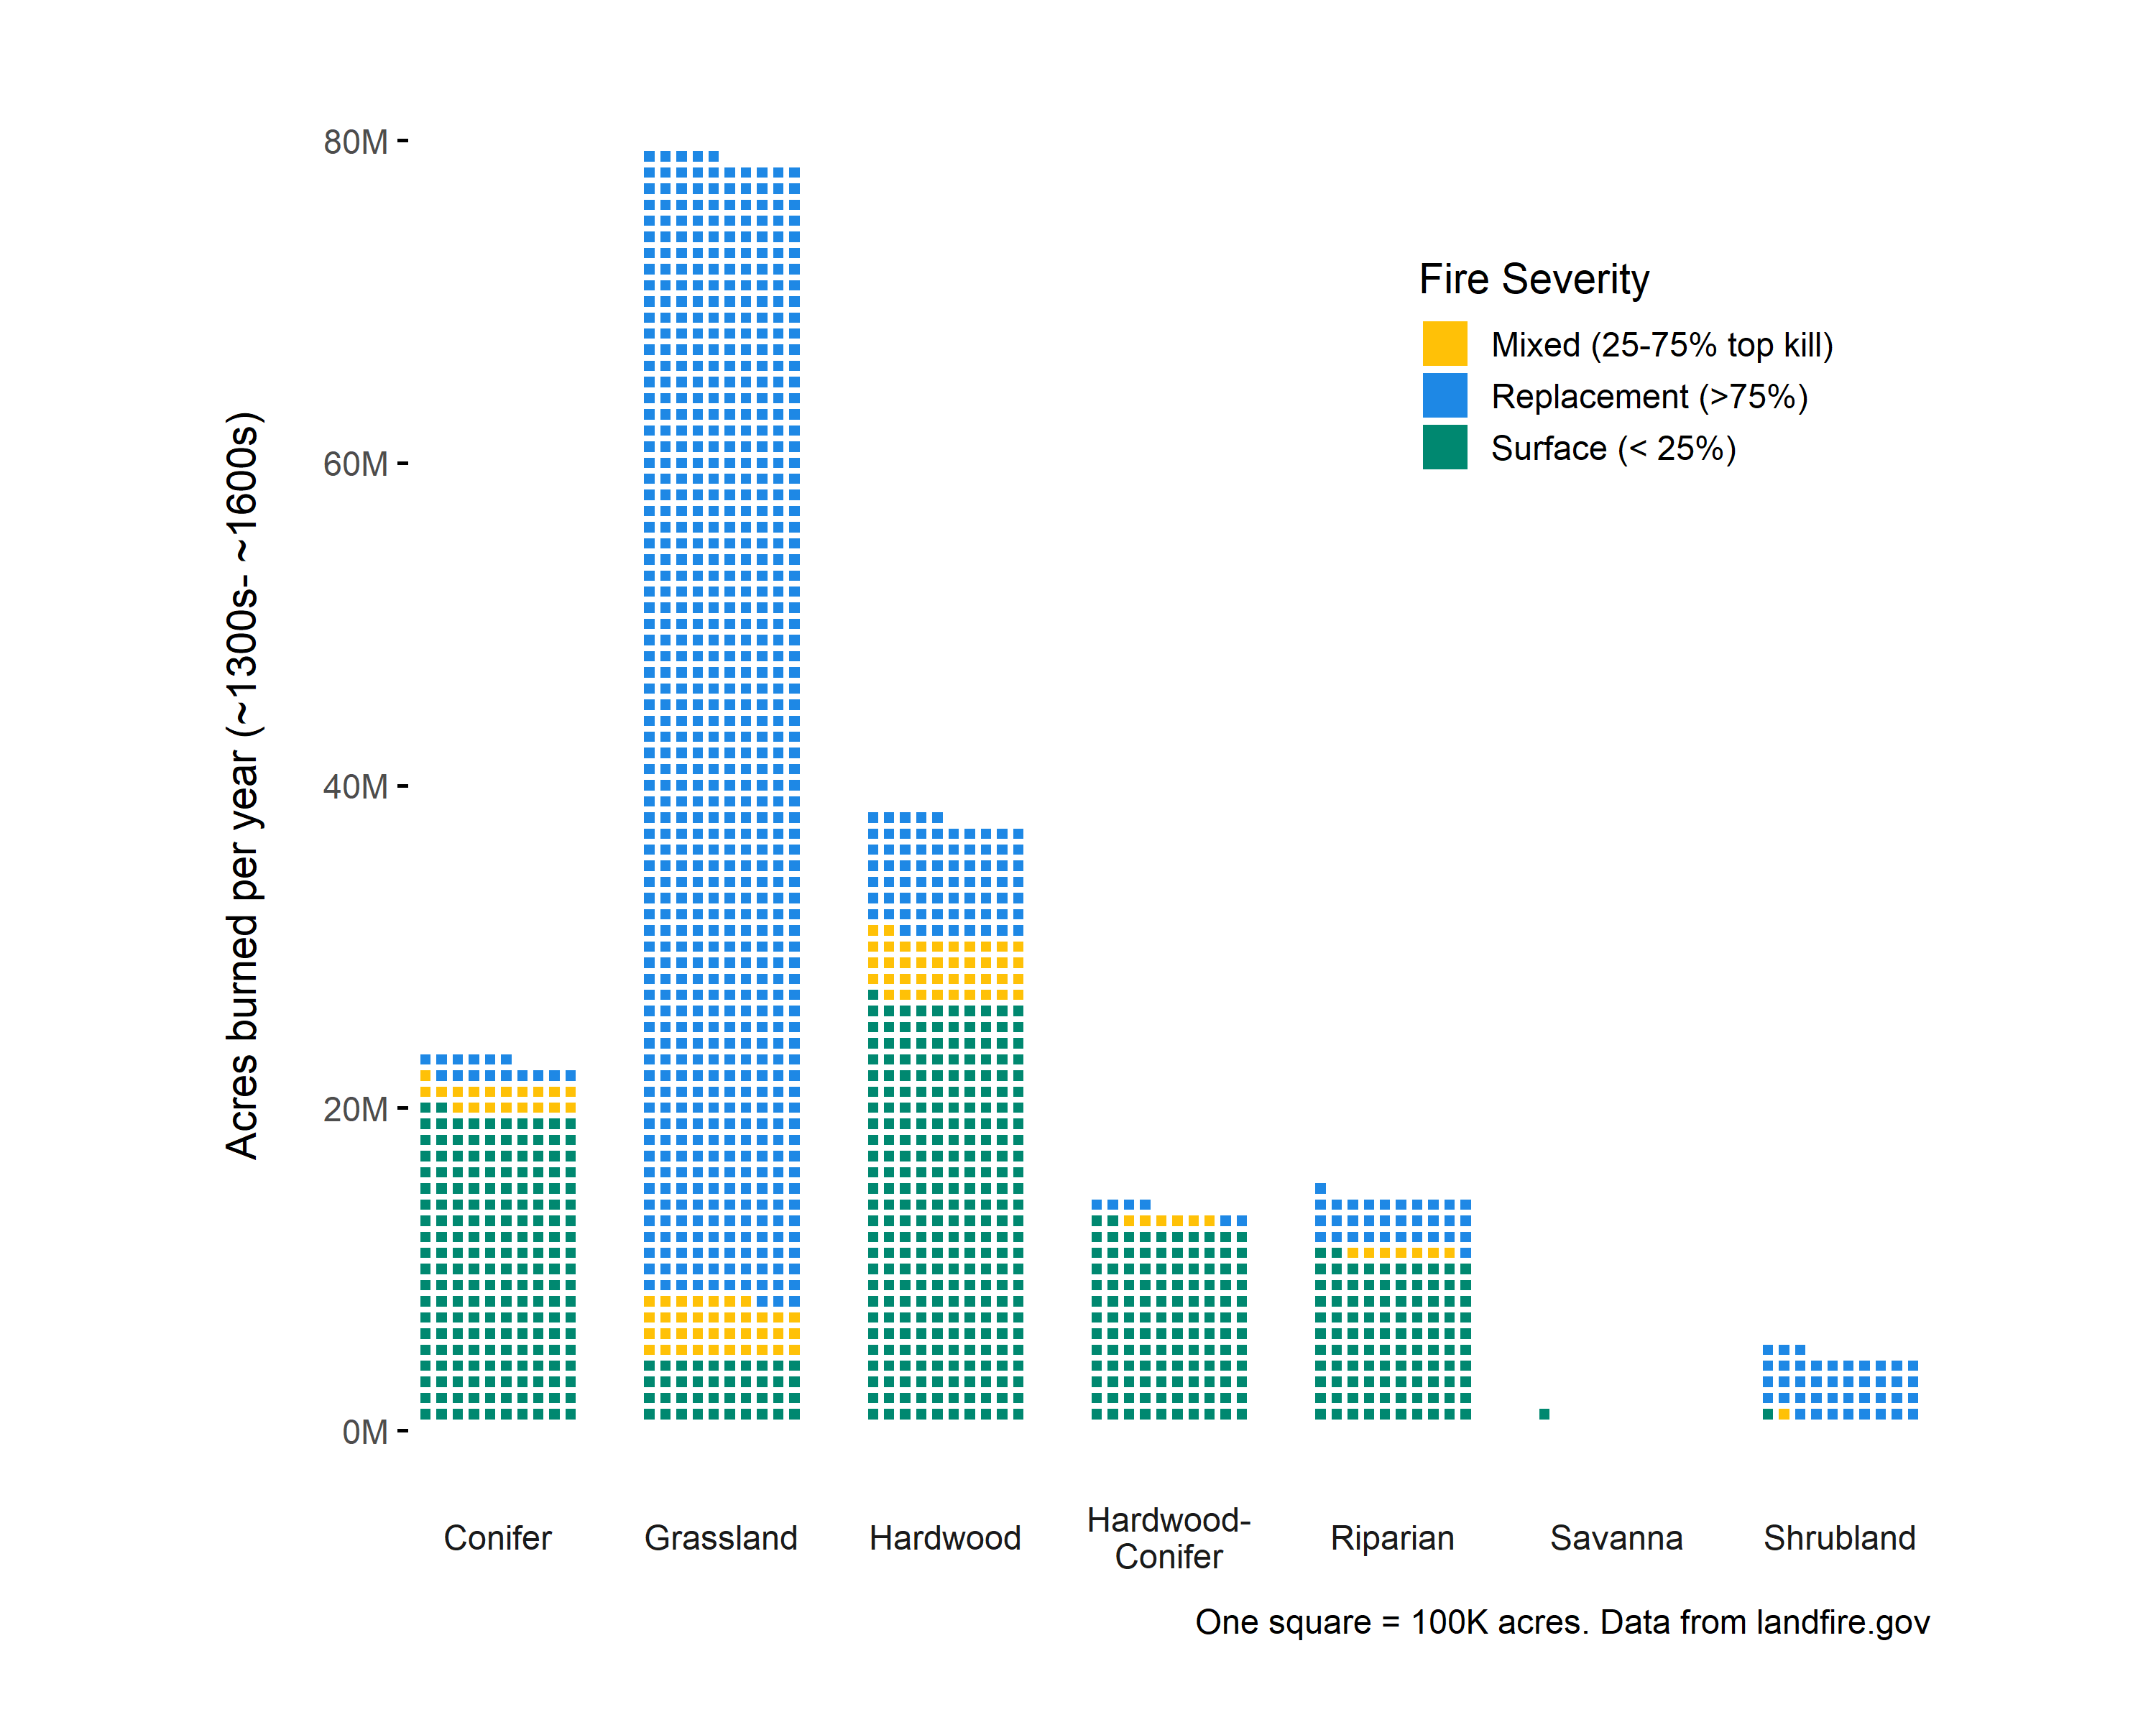 80M
60M
40M
20M
0M
Acres burned per year (~1300s- ~1600s)
Fire Severity
Mixed (25-75% top kill)
Replacement (>75%)
Surface (< 25%)
Conifer
Grassland
Hardwood
Hardwood-
Conifer
Riparian
Savanna
Shrubland
One square = 100K acres. Data from landfire.gov